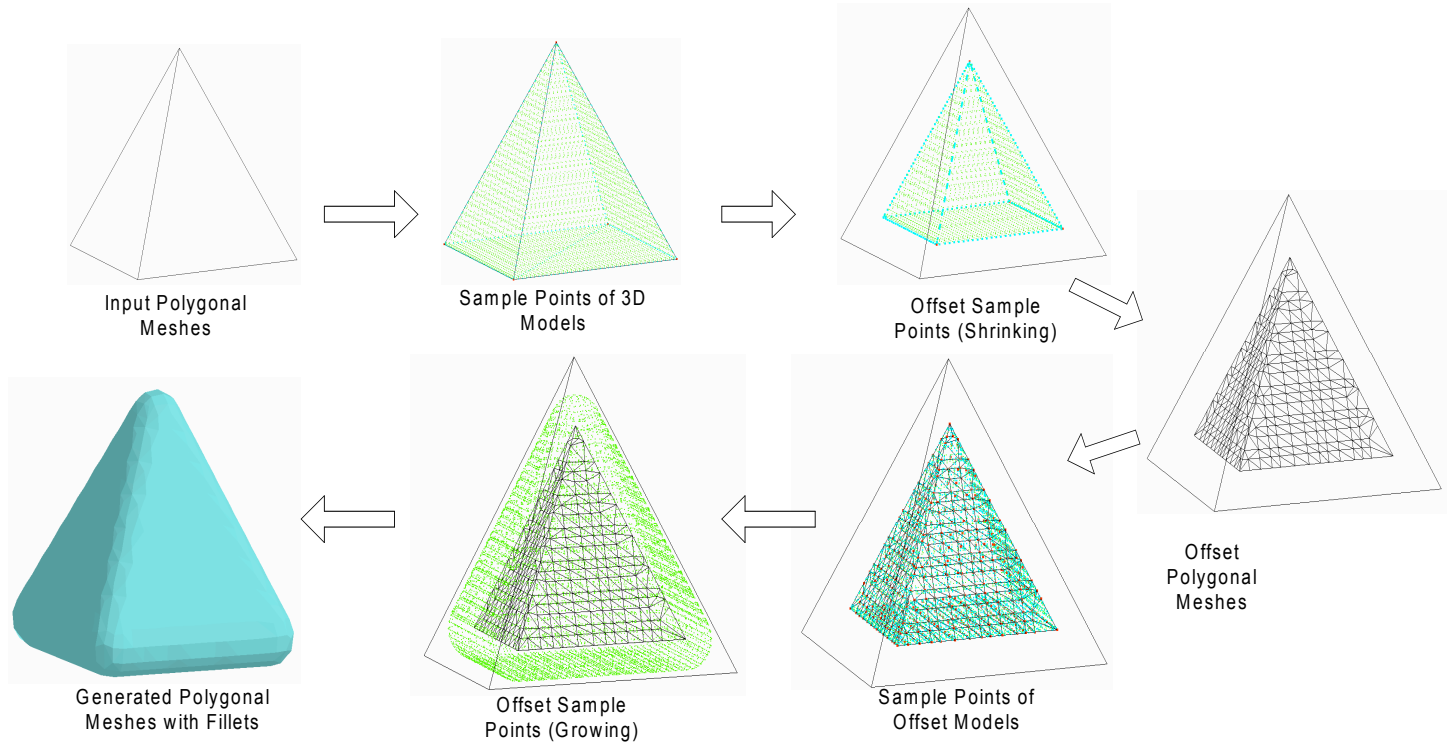 Input Polygonal
Meshes
Sample Points of 3D
Models
Offset Sample
Points (Shrinking)
Offset
Polygonal
Meshes
Sample Points of
Offset Models
Offset Sample
Points (Growing)
Generated Polygonal
Meshes with Fillets